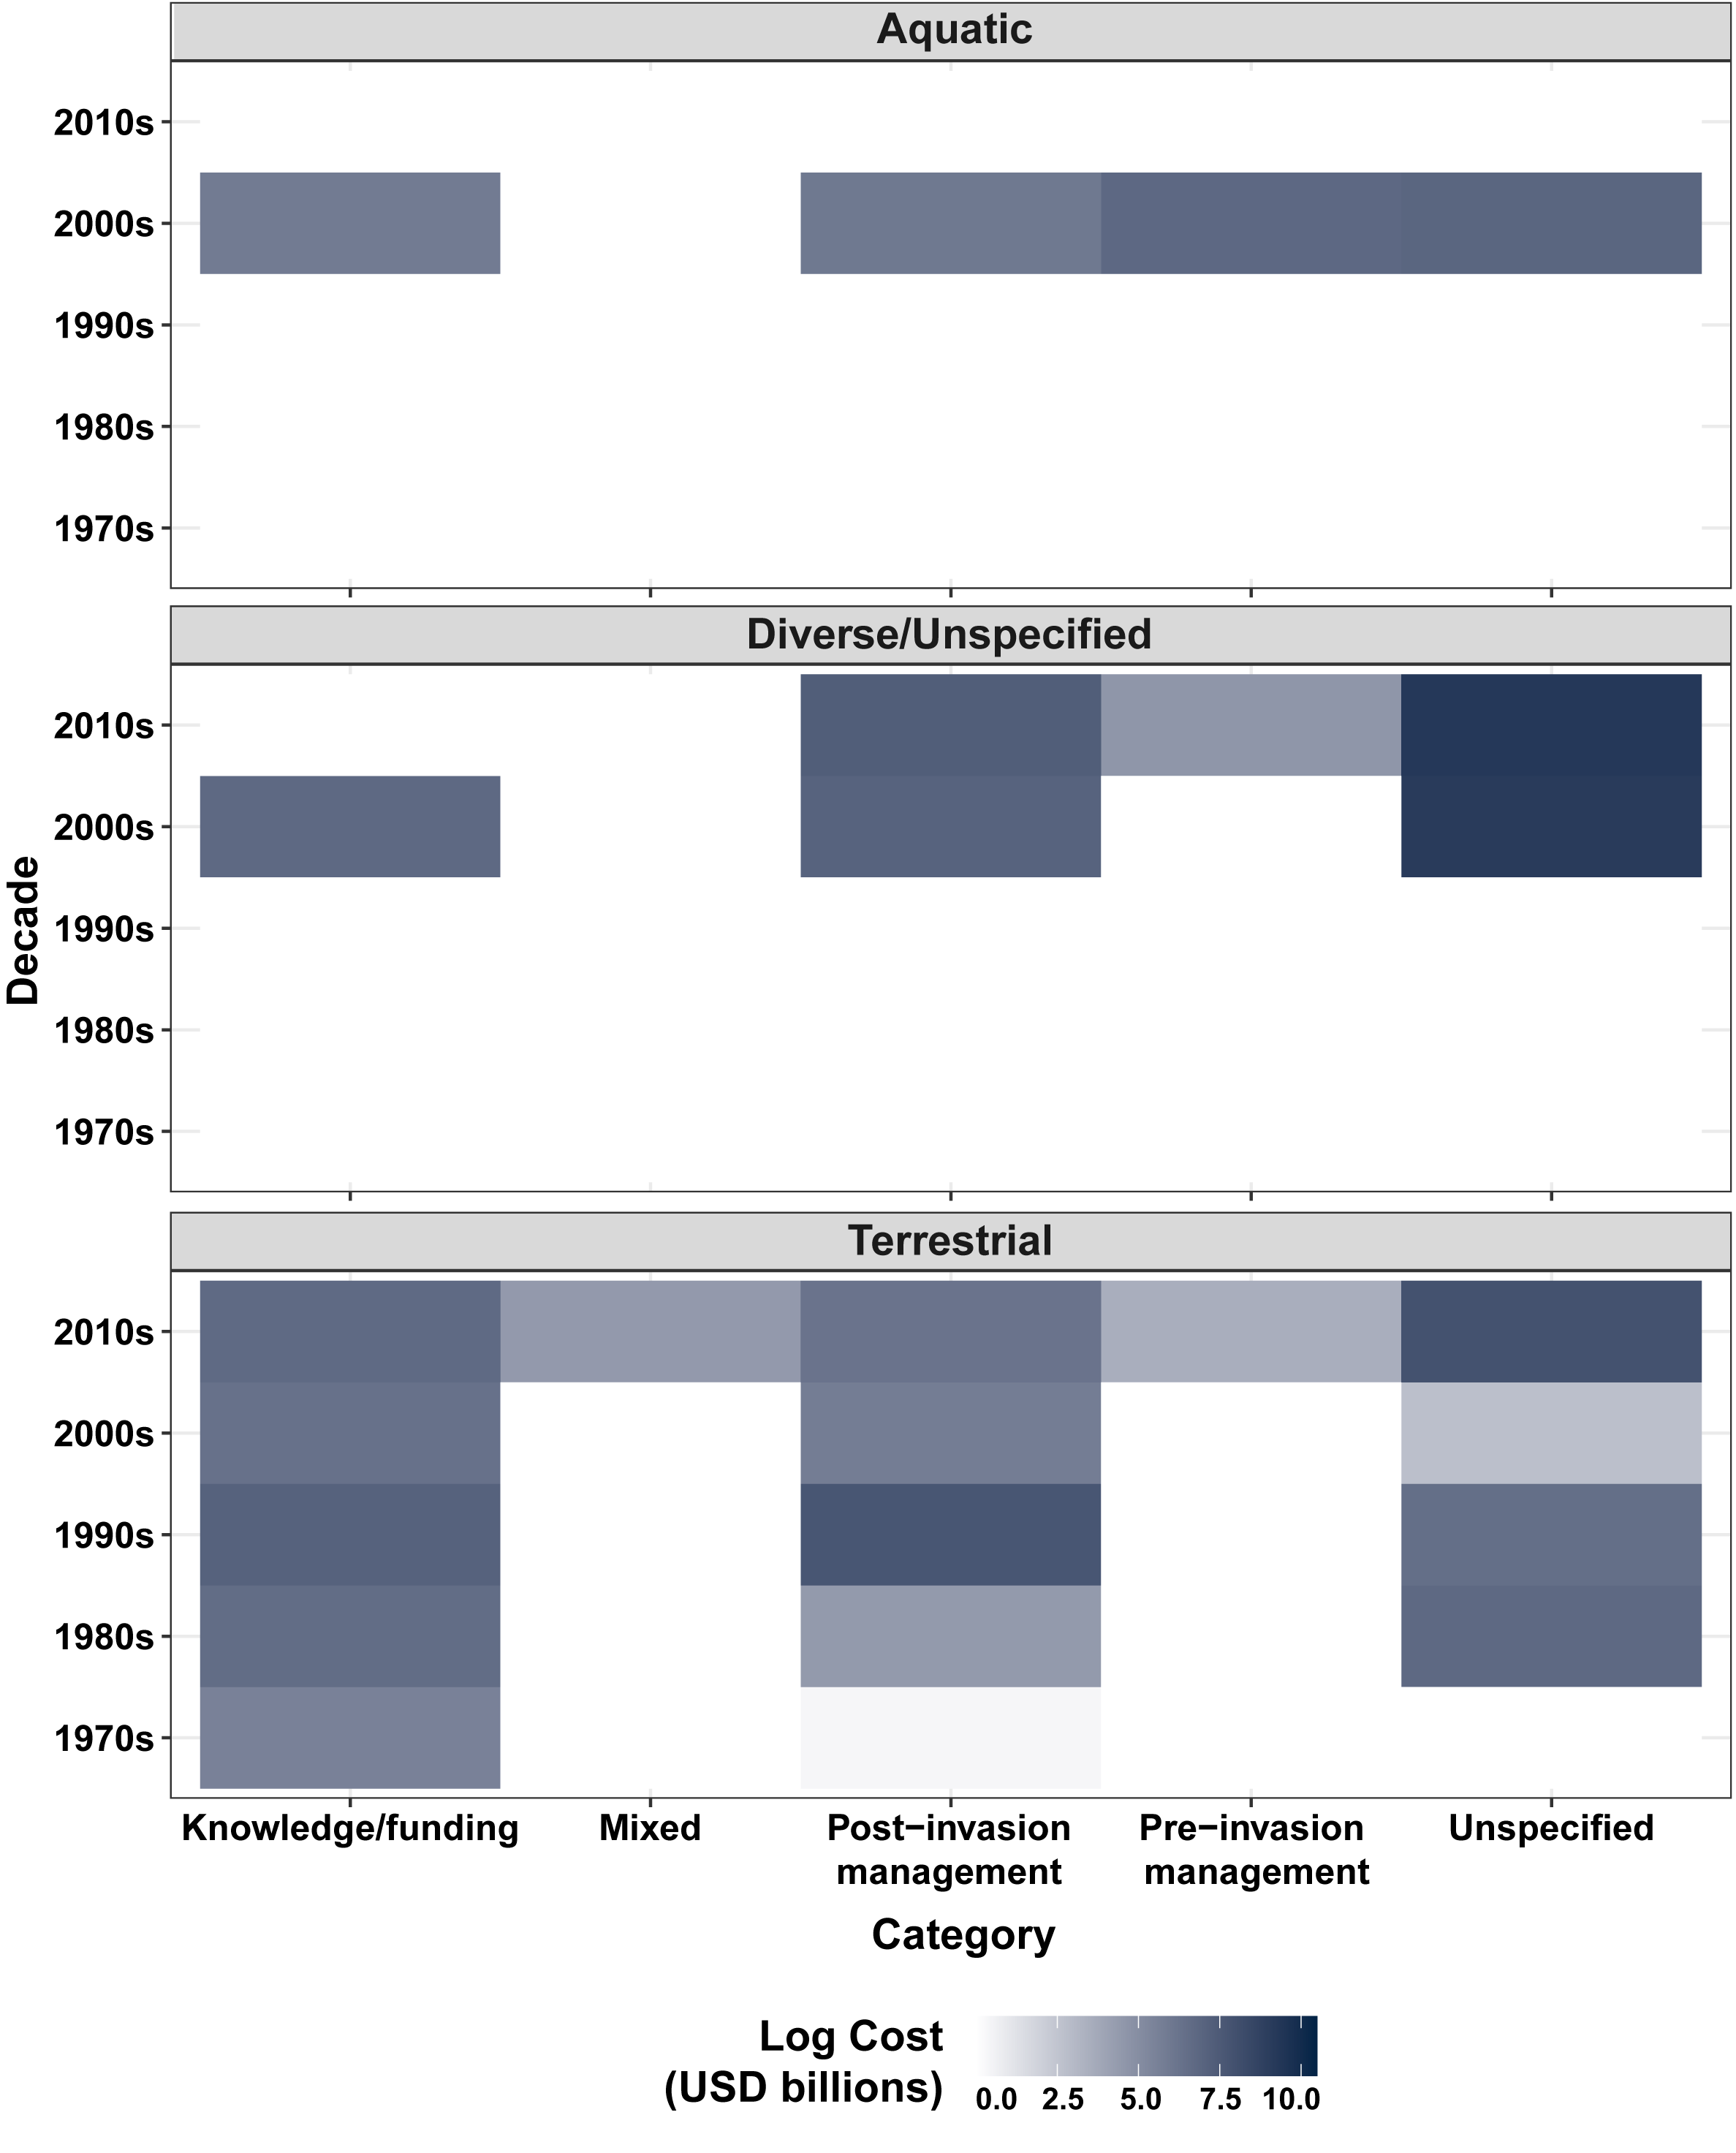 Aquatic
2010s
2000s
1990s
1980s
1970s
Diverse/Unspecified
2010s
2000s
1990s
1980s
1970s
Decade
Terrestrial
2010s
2000s
1990s
1980s
1970s
Knowledge/funding Mixed Post−invasion Pre−invasion Unspecified
management management
Category
Log Cost
(USD billions)
0.0 2.5 5.0 7.5 10.0